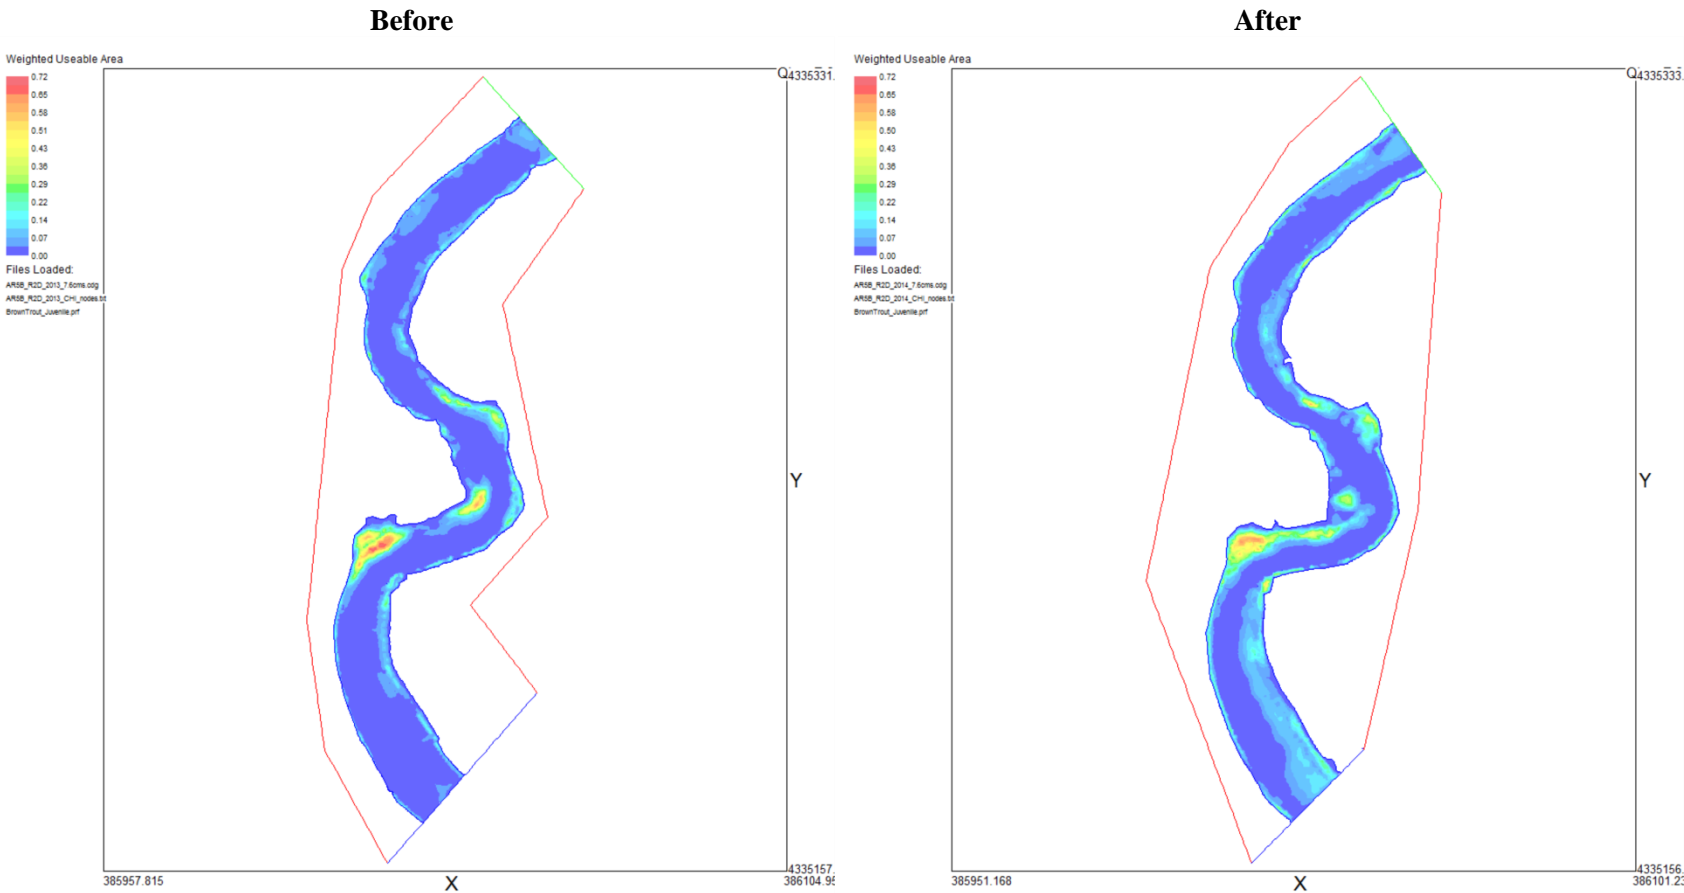 Before
After
Weighted Useable Area
0.72
0.65
0.58
0.51
0.43
0.36
0.29
0.22
0.14
0.07
0.00
Files Loaded:
AR5B_R2D_2013_7.6cms.cdg
AR5B_R2D_2013_CHI_nodes.txt
BrownTrout_Juvenile.prf
4335331.
Y
4335157.
385957.815
X
386104.95
Weighted Useable Area
0.72
0.65
0.58
0.50
0.43
0.36
0.29
0.22
0.14
0.07
0.00
Files Loaded:
AR5B_R2D_2014_7.6cms.cdg
AR5B_R2D_2014_CHI_nodes.txt
BrownTrout_Juvenile.prf
4335333.
Y
4335156.
385951.168
X
386101.23